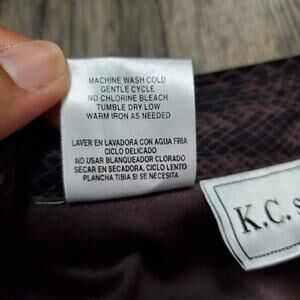 MACHINE WASH COLD
GENTLE CYCLE
NO CHLORINE BLEACH
TUMBLE DRY LOW
WARM IRON AS NEEDED
LAVER EN LAVADORA CON AGUA FRIA
CICLO DELICADO
NO USAR BLANQUEADOR CLORADO
SECAR EN SECADORA, CICLO LENTO
PLANCHA TIBIA SI SE NECESITA
K.C. S